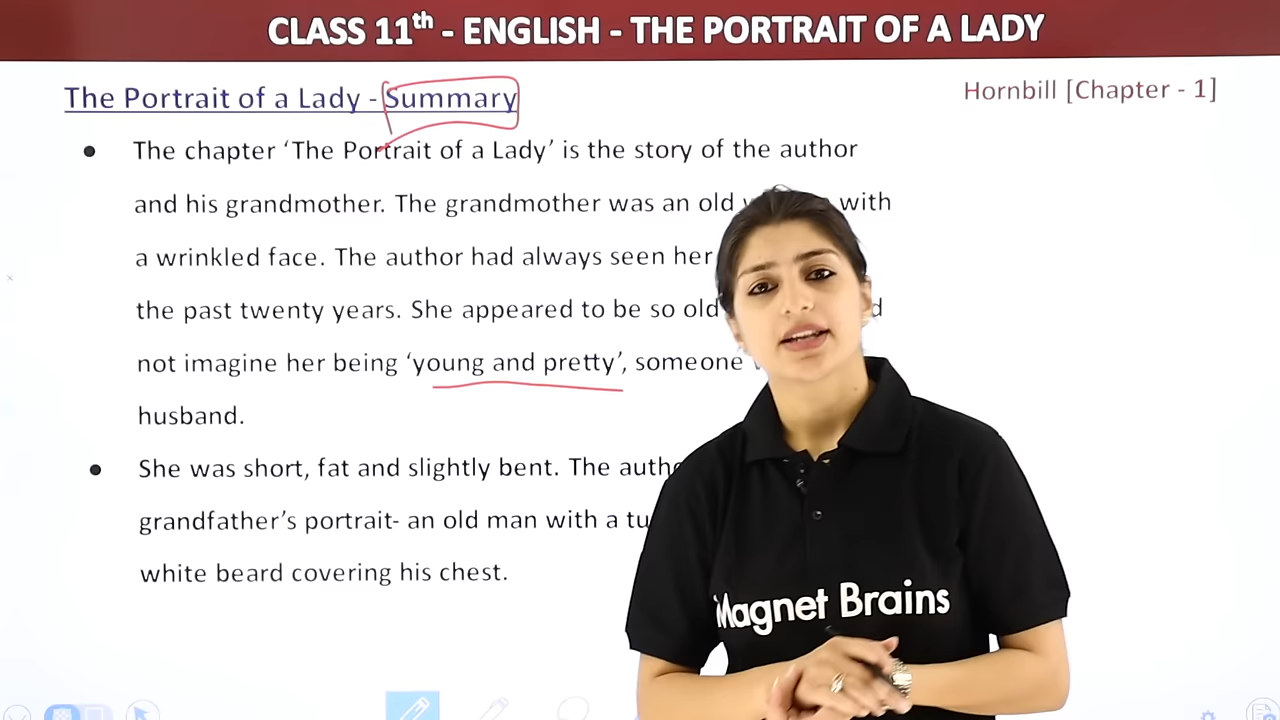 CLASS 11th - ENGLISH - THE PORTRAIT OF A LADY
The Portrait of a Lady - Summary
Hornbill [Chapter - 1]
● The chapter ‘The Portrait of a Lady’ is the story of the author
and his grandmother. The grandmother was an old with
a wrinkled face. The author had always seen her
the past twenty years. She appeared to be so old
not imagine her being ‘young and pretty’, someone
husband.
● She was short, fat and slightly bent. The
grandfather’s portrait- an old man with a
white beard covering his chest.
Magnet Brains